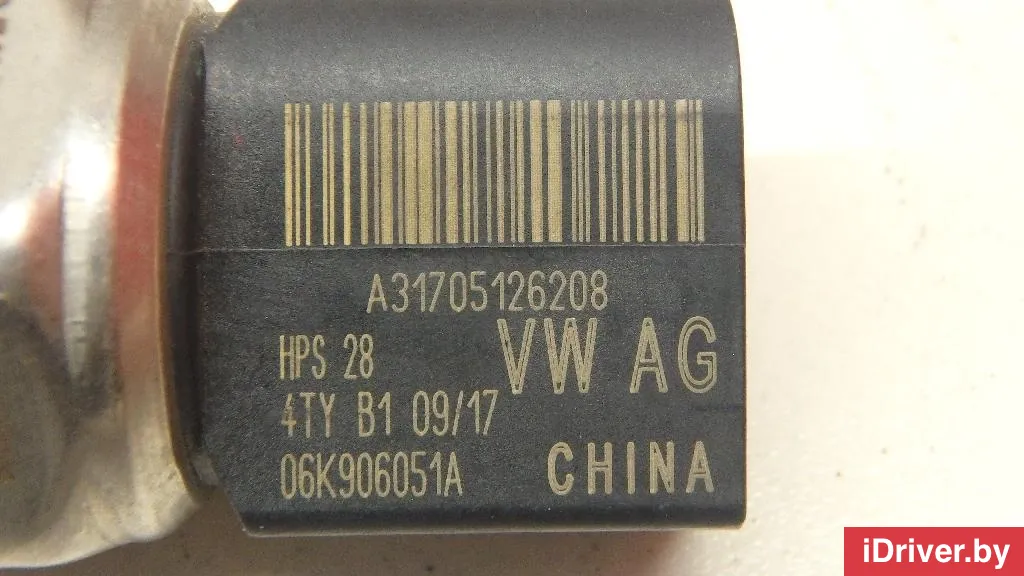 A31705126208
HPS 28
VW AG
4TY B1 09/17
06K906051A
CHINA
iDriver.by